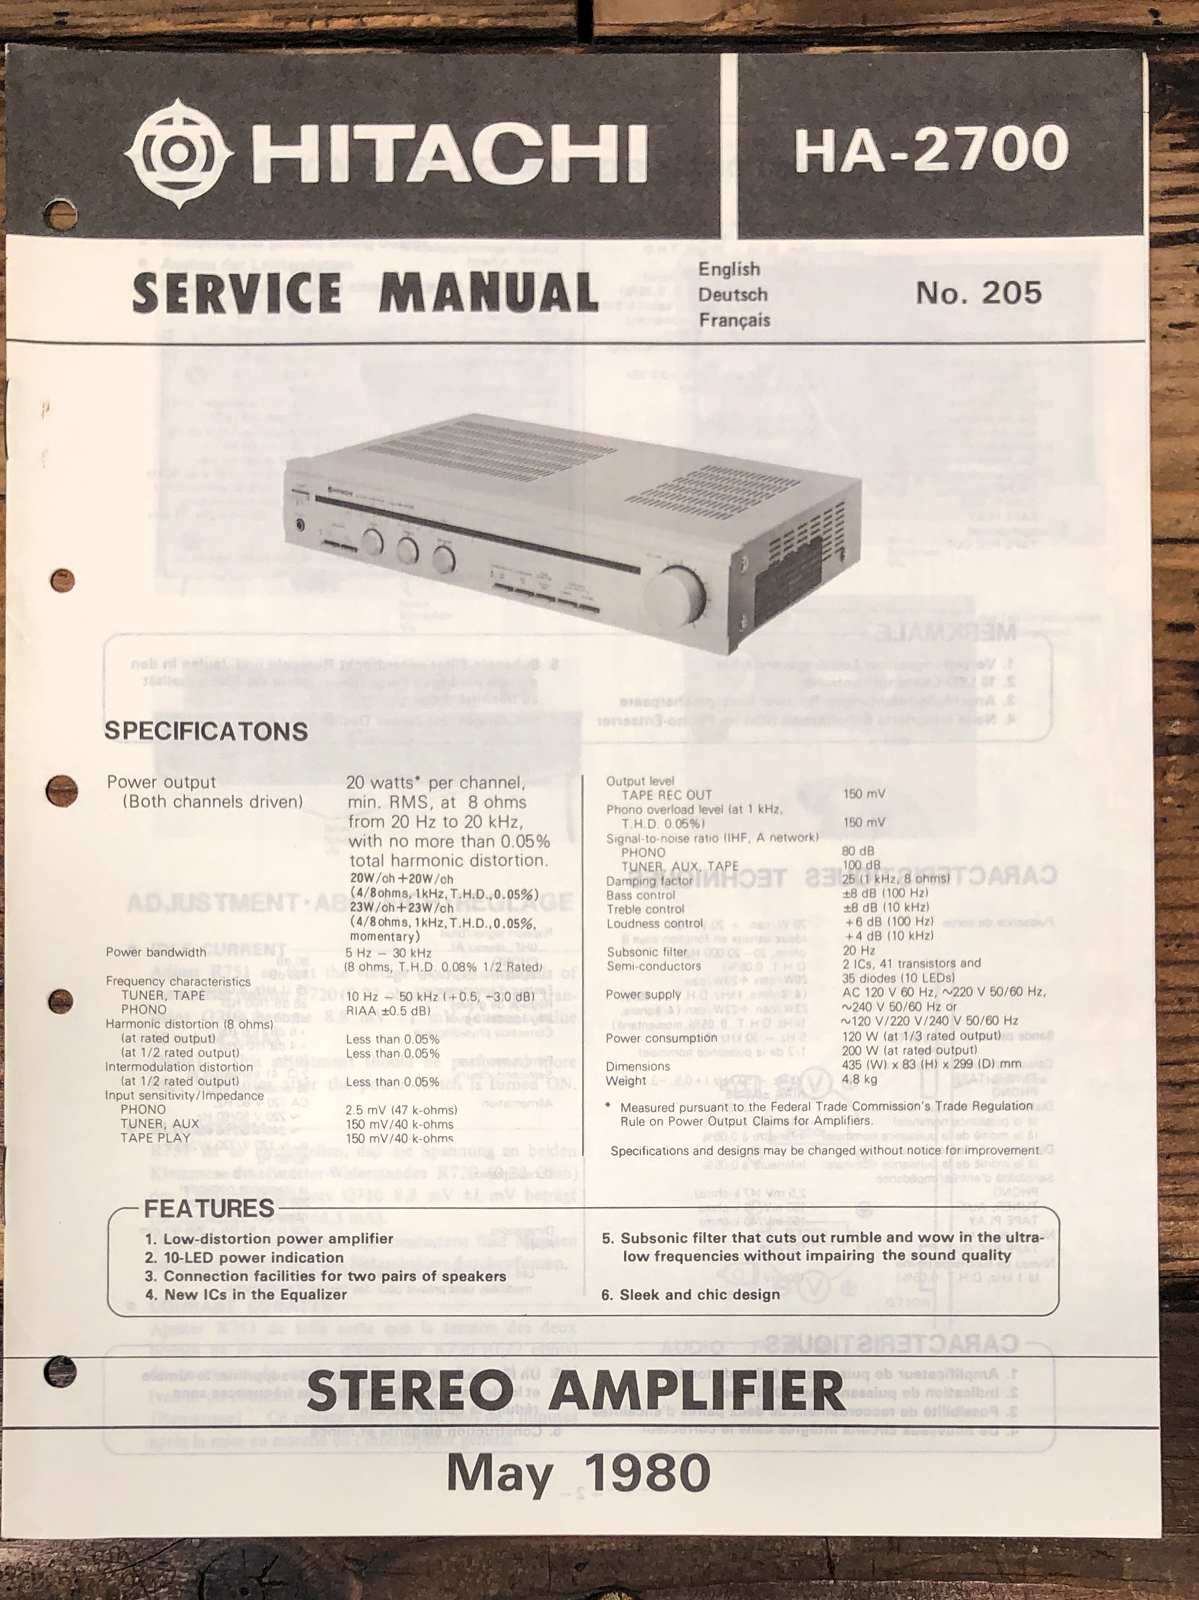 HITACHI
HA-2700
SERVICE MANUAL
English
Deutsch
Français
No. 205
HITACHI
SPECIFICATONS
Power output
(Both channels driven)
20 watts* per channel,
min. RMS, at 8 ohms
from 20 Hz to 20 kHz,
with no more than 0.05%
total harmonic distortion.
20W/ch+20W/ch
(4/8ohms, 1kHz, T.H.D., 0.05%)
23W/ch+23W/ch
(4/8ohms, 1kHz, T.H.D., 0.05%,
momentary)
Power bandwidth 5 Hz – 30 kHz
(8 ohms, T.H.D. 0.08% 1/2 Rated)
Frequency characteristics
TUNER, TAPE 10 Hz – 50 kHz (+0.5, −3.0 dB)
PHONO RIAA ±0.5 dB)
Harmonic distortion (8 ohms)
(at rated output) Less than 0.05%
(at 1/2 rated output) Less than 0.05%
Intermodulation distortion
(at 1/2 rated output) Less than 0.05%
Input sensitivity/Impedance
PHONO 2.5 mV (47 k-ohms)
TUNER, AUX 150 mV/40 k-ohms
TAPE PLAY 150 mV/40 k-ohms
Output level
TAPE REC OUT 150 mV
Phono overload level (at 1 kHz,
T.H.D. 0.05%) 150 mV
Signal-to-noise ratio (IHF, A network)
PHONO 80 dB
TUNER, AUX, TAPE 100 dB
Damping factor 25 (1 kHz, 8 ohms)
Bass control ±8 dB (100 Hz)
Treble control ±8 dB (10 kHz)
Loudness control +6 dB (100 Hz)
+4 dB (10 kHz)
Subsonic filter 20 Hz
Semi-conductors 2 ICs, 41 transistors and
35 diodes (10 LEDs)
Power supply AC 120 V 60 Hz, ~220 V 50/60 Hz,
~240 V 50/60 Hz or
~120 V/220 V/240 V 50/60 Hz
Power consumption 120 W (at 1/3 rated output)
200 W (at rated output)
Dimensions 435 (W) x 83 (H) x 299 (D) mm
Weight 4.8 kg
* Measured pursuant to the Federal Trade Commission's Trade Regulation
Rule on Power Output Claims for Amplifiers.
Specifications and designs may be changed without notice for improvement.
FEATURES
1. Low-distortion power amplifier
2. 10-LED power indication
3. Connection facilities for two pairs of speakers
4. New ICs in the Equalizer
5. Subsonic filter that cuts out rumble and wow in the ultra-
low frequencies without impairing the sound quality
6. Sleek and chic design
STEREO AMPLIFIER
May 1980